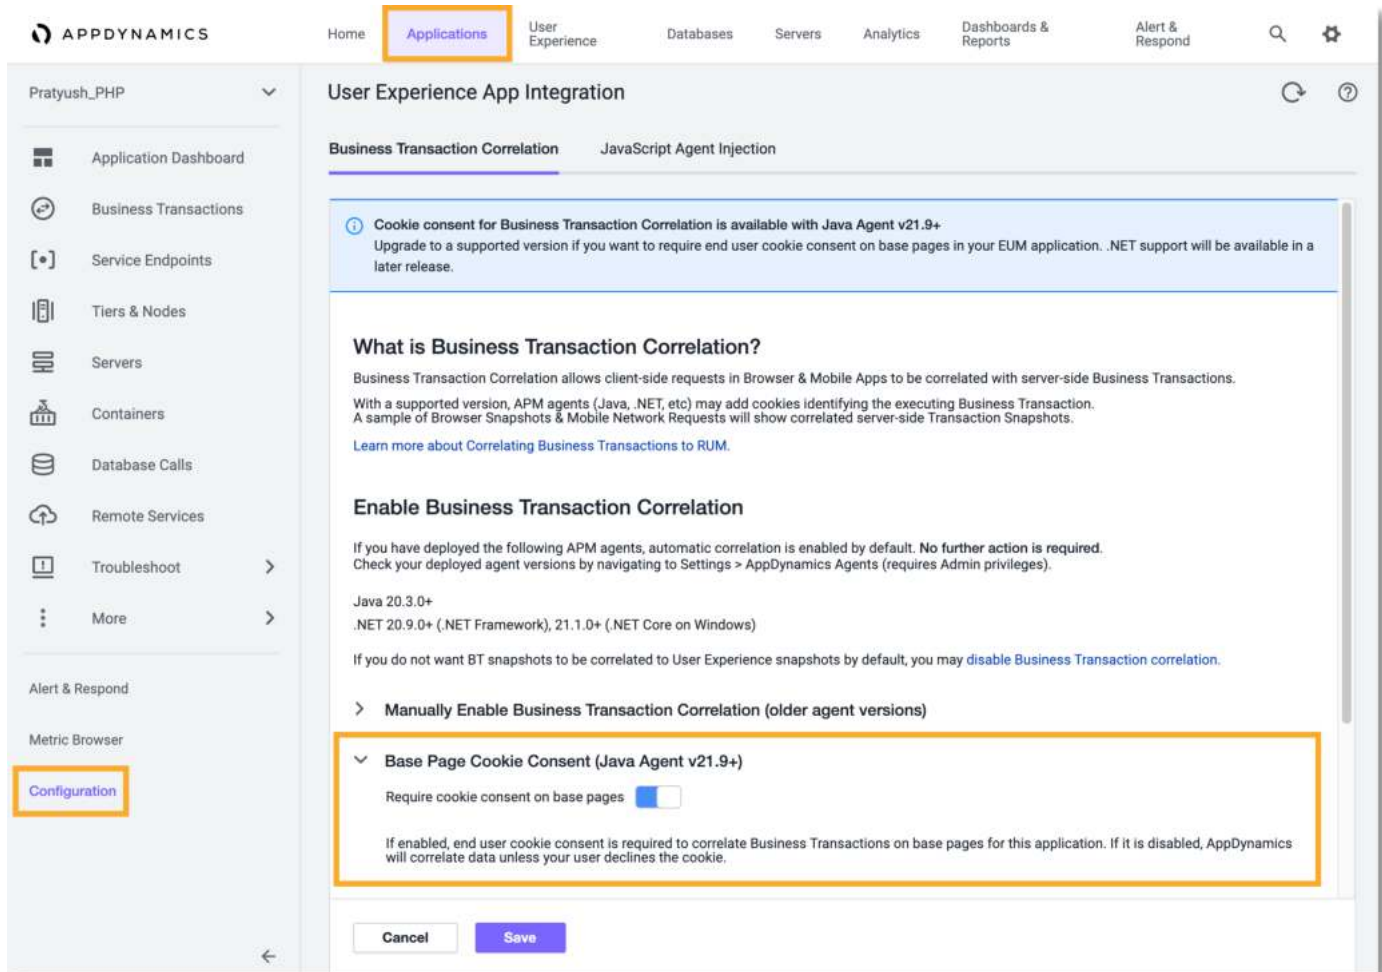 APPDYNAMICS
Home
Applications
User
Experience
Databases
Servers
Analytics
Dashboards &
Reports
Alert &
Respond
Pratyush_PHP
Application Dashboard
Business Transactions
Service Endpoints
Tiers & Nodes
Servers
Containers
Database Calls
Remote Services
Troubleshoot
More
Alert & Respond
Metric Browser
Configuration
User Experience App Integration
Business Transaction Correlation
JavaScript Agent Injection
Cookie consent for Business Transaction Correlation is available with Java Agent v21.9+
Upgrade to a supported version if you want to require end user cookie consent on base pages in your EUM application. .NET support will be available in a
later release.
What is Business Transaction Correlation?
Business Transaction Correlation allows client-side requests in Browser & Mobile Apps to be correlated with server-side Business Transactions.
With a supported version, APM agents (Java, .NET, etc) may add cookies identifying the executing Business Transaction.
A sample of Browser Snapshots & Mobile Network Requests will show correlated server-side Transaction Snapshots.
Learn more about Correlating Business Transactions to RUM.
Enable Business Transaction Correlation
If you have deployed the following APM agents, automatic correlation is enabled by default. No further action is required.
Check your deployed agent versions by navigating to Settings > AppDynamics Agents (requires Admin privileges).
Java 20.3.0+
.NET 20.9.0+ (.NET Framework), 21.1.0+ (.NET Core on Windows)
If you do not want BT snapshots to be correlated to User Experience snapshots by default, you may disable Business Transaction correlation.
Manually Enable Business Transaction Correlation (older agent versions)
Base Page Cookie Consent (Java Agent v21.9+)
Require cookie consent on base pages
If enabled, end user cookie consent is required to correlate Business Transactions on base pages for this application. If it is disabled, AppDynamics
will correlate data unless your user declines the cookie.
Cancel
Save